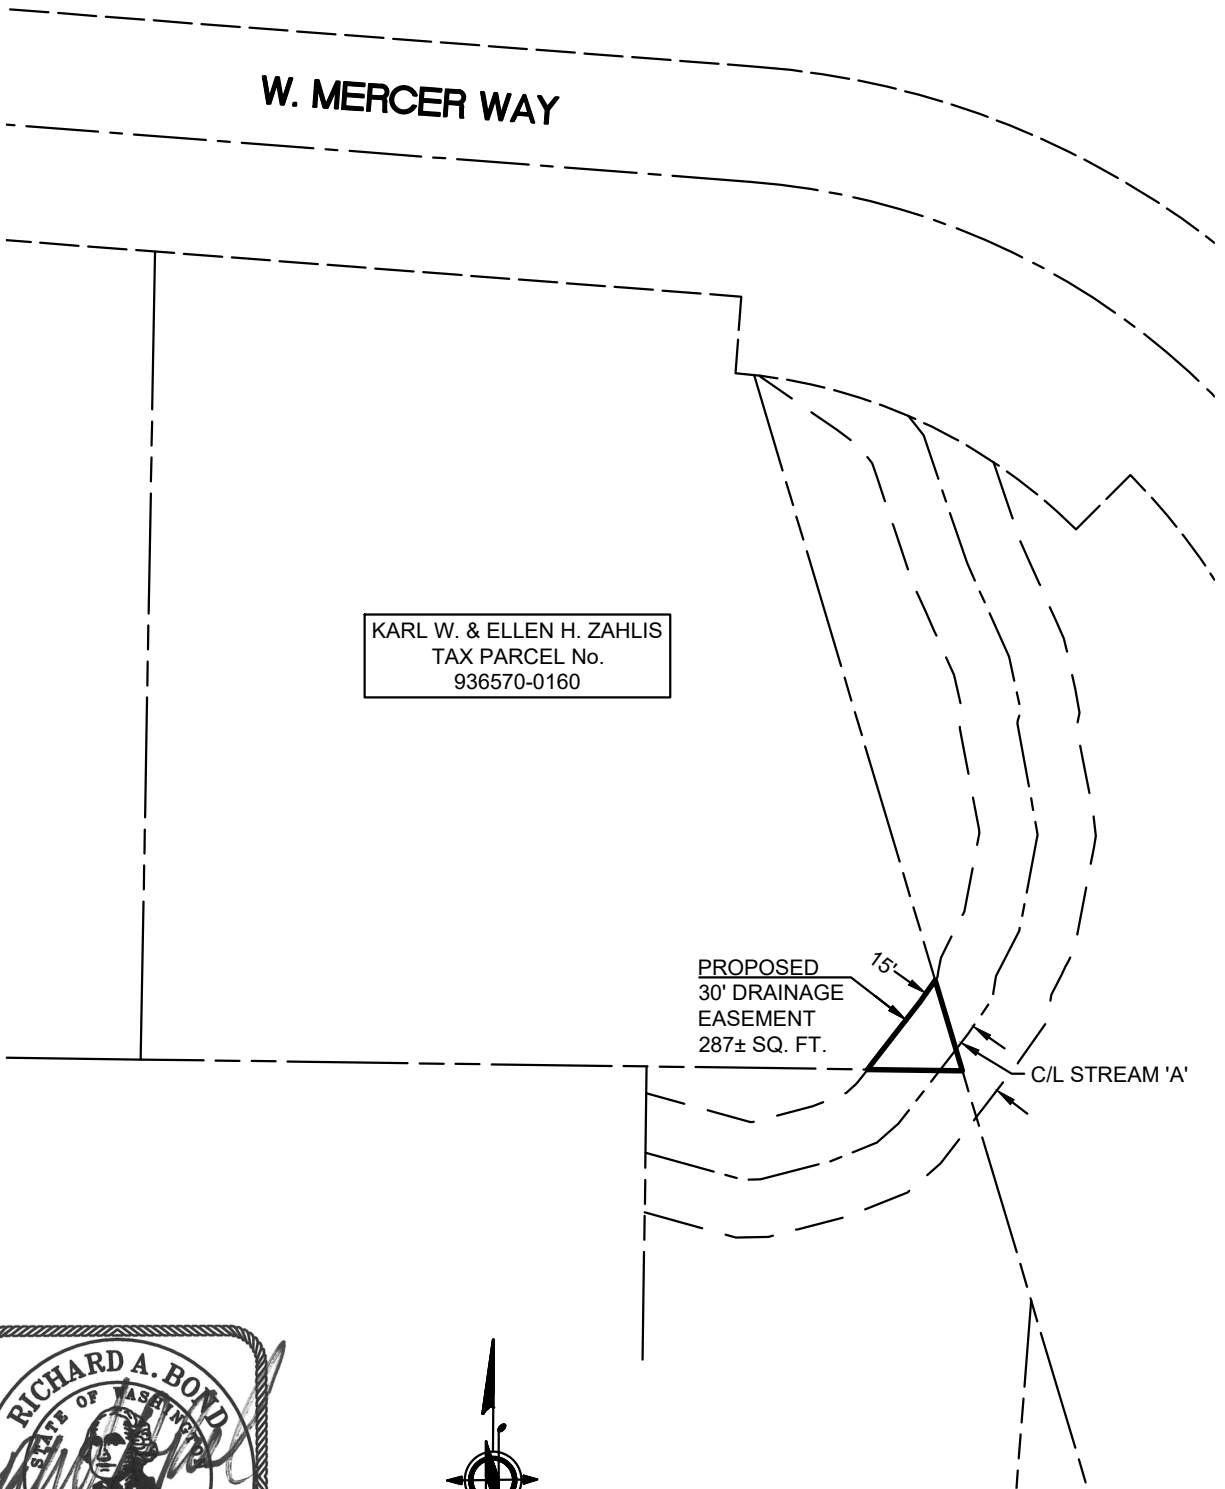 W. MERCER WAY
KARL W. & ELLEN H. ZAHLIS
TAX PARCEL No.
936570-0160
PROPOSED
30' DRAINAGE
EASEMENT
287± SQ. FT.
15'
C/L STREAM 'A'
RICHARD A. BOND
STATE OF WASHINGTON